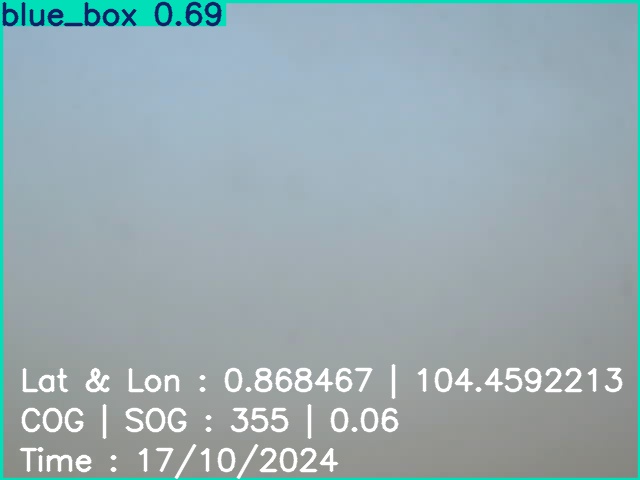 blue_box 0.69
Lat & Lon : 0.868467 | 104.4592213
COG | SOG : 355 | 0.06
Time : 17/10/2024